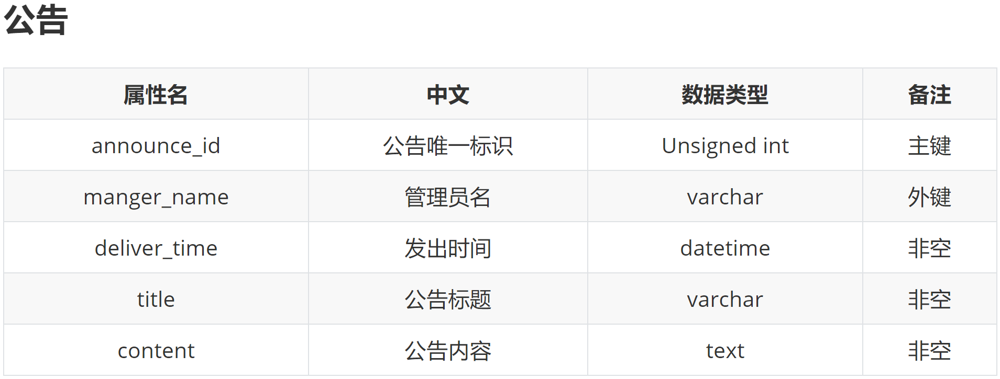 公告
属性名 中文 数据类型 备注
announce_id 公告唯一标识 Unsigned int 主键
manger_name 管理员名 varchar 外键
deliver_time 发出时间 datetime 非空
title 公告标题 varchar 非空
content 公告内容 text 非空